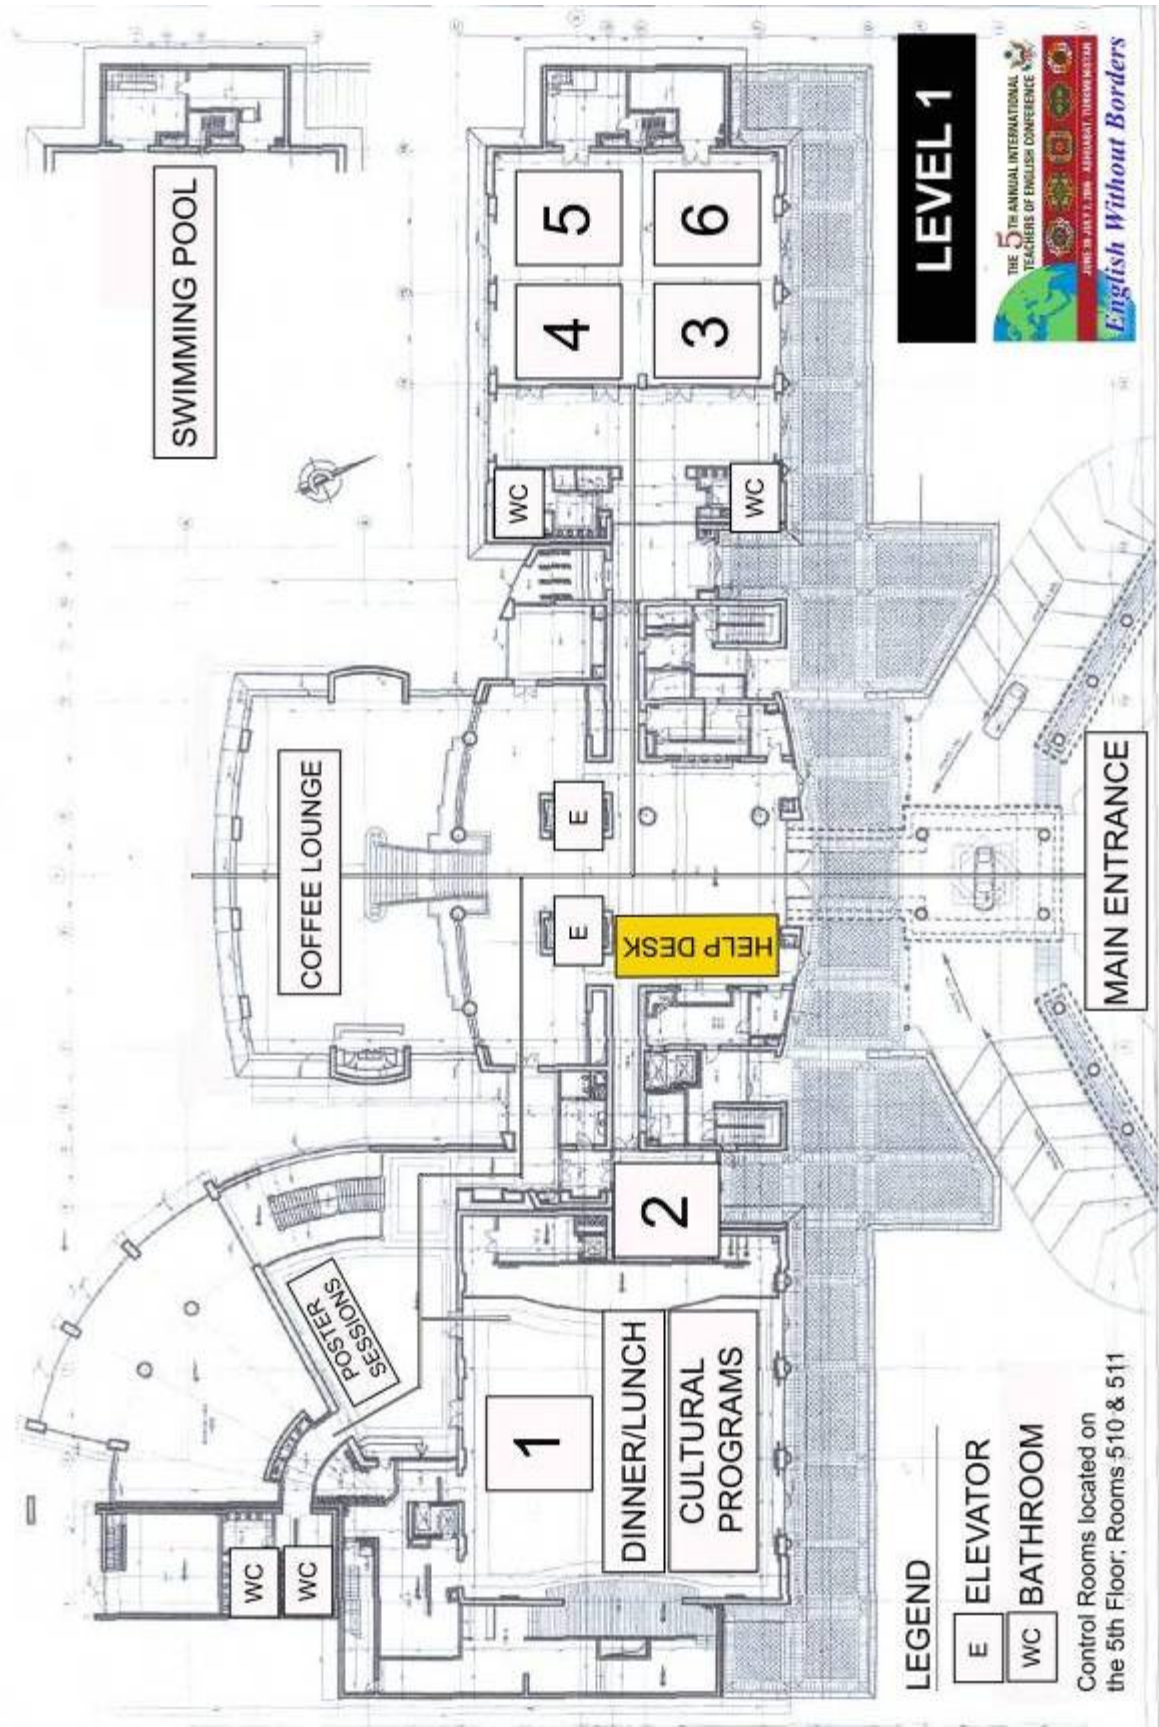 SWIMMING POOL
COFFEE LOUNGE
POSTER
SESSIONS
WC
WC
WC
WC
5
6
4
3
E
E
HELP DESK
2
1
DINNER/LUNCH
CULTURAL
PROGRAMS
MAIN ENTRANCE
LEVEL 1
THE 5TH ANNUAL INTERNATIONAL
TEACHERS OF ENGLISH CONFERENCE
English Without Borders
LEGEND
E ELEVATOR
WC BATHROOM
Control Rooms located on
the 5th Floor; Rooms 510 & 511